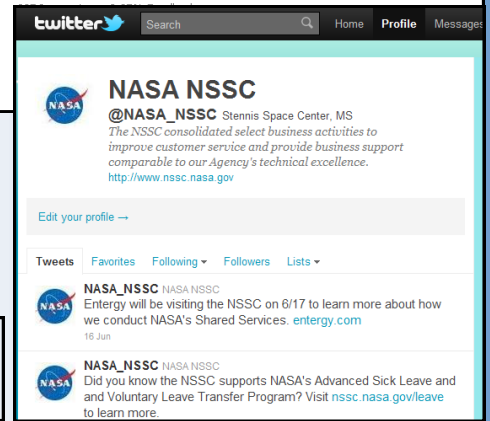 twitter Search Home Profile Messages
NASA
NASA NSSC
@NASA_NSSC Stennis Space Center, MS
The NSSC consolidated select business activities to
improve customer service and provide business support
comparable to our Agency's technical excellence.
http://www.nssc.nasa.gov
Edit your profile →
Tweets Favorites Following Followers Lists
NASA
NASA_NSSC NASA NSSC
Entergy will be visiting the NSSC on 6/17 to learn more about how
we conduct NASA's Shared Services. entergy.com
16 Jun
NASA
NASA_NSSC NASA NSSC
Did you know the NSSC supports NASA's Advanced Sick Leave and
and Voluntary Leave Transfer Program? Visit nssc.nasa.gov/leave
to learn more.